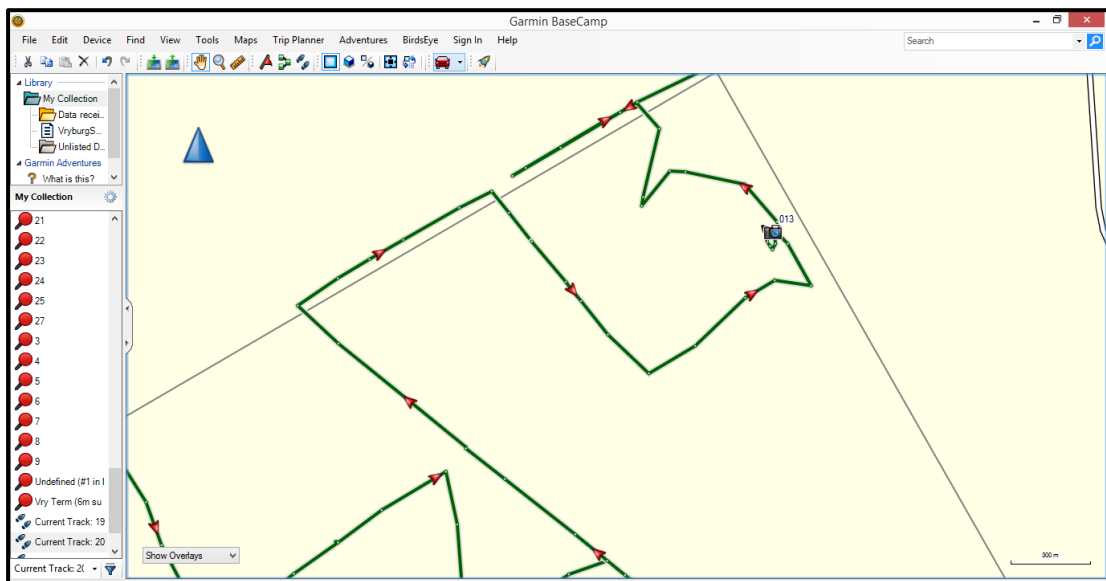 Garmin BaseCamp
File Edit Device Find View Tools Maps Trip Planner Adventures BirdsEye Sign In Help
Search
Library
My Collection
Data recei...
VryburgS...
Unlisted D...
Garmin Adventures
What is this?
My Collection
21
22
23
24
25
27
3
4
5
6
7
8
9
Undefined (#1 in l
Vry Term (6m su
Current Track: 19
Current Track: 20
Current Track: 2(
013
Show Overlays
300 m